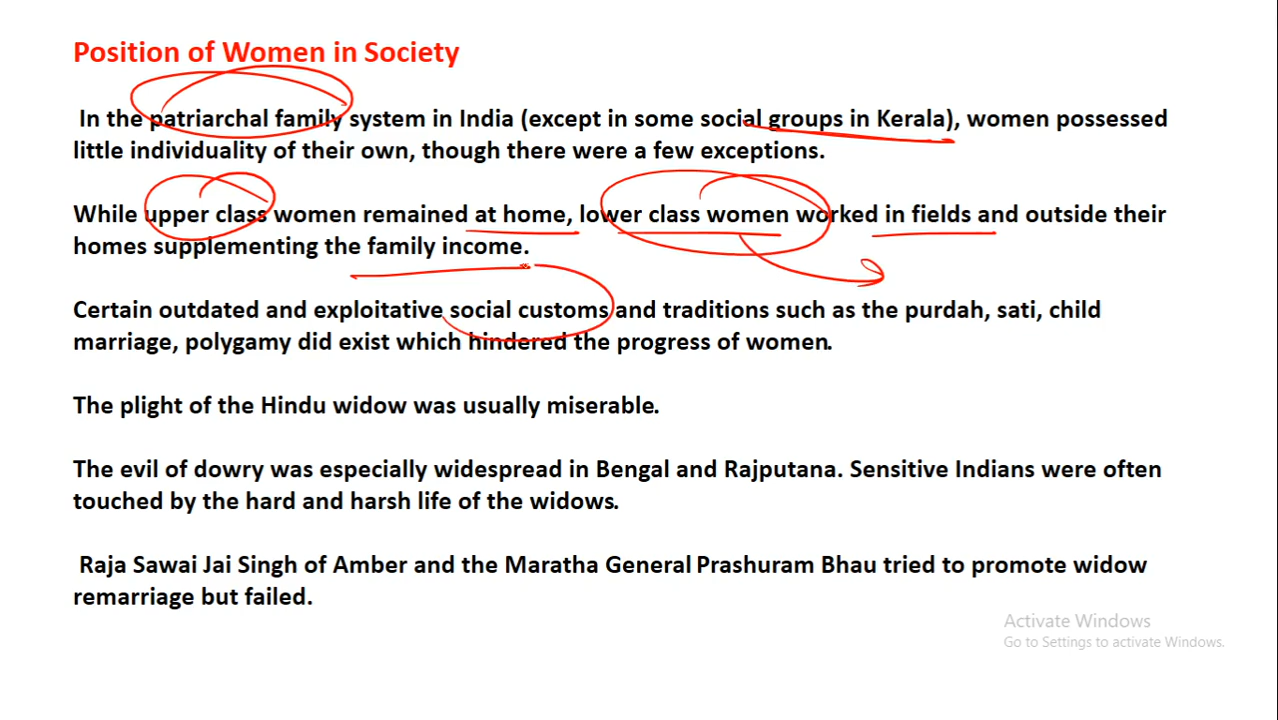 Position of Women in Society
In the patriarchal family system in India (except in some social groups in Kerala), women possessed
little individuality of their own, though there were a few exceptions.
While upper class women remained at home, lower class women worked in fields and outside their
homes supplementing the family income.
Certain outdated and exploitative social customs and traditions such as the purdah, sati, child
marriage, polygamy did exist which hindered the progress of women.
The plight of the Hindu widow was usually miserable.
The evil of dowry was especially widespread in Bengal and Rajputana. Sensitive Indians were often
touched by the hard and harsh life of the widows.
Raja Sawai Jai Singh of Amber and the Maratha General Prashuram Bhau tried to promote widow
remarriage but failed.
Activate Windows
Go to Settings to activate Windows.